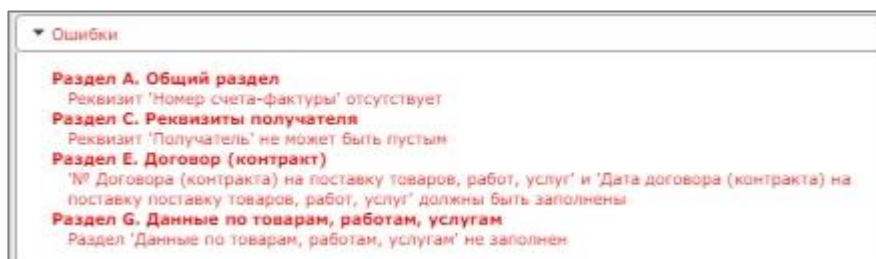 Ошибки
Раздел A. Общий раздел
Реквизит 'Номер счета-фактуры' отсутствует
Раздел C. Реквизиты получателя
Реквизит 'Получатель' не может быть пустым
Раздел E. Договор (контракт)
'№ Договора (контракта) на поставку товаров, работ, услуг' и 'Дата договора (контракта) на
поставку поставку товаров, работ, услуг' должны быть заполнены
Раздел G. Данные по товарам, работам, услугам
Раздел 'Данные по товарам, работам, услугам' не заполнен